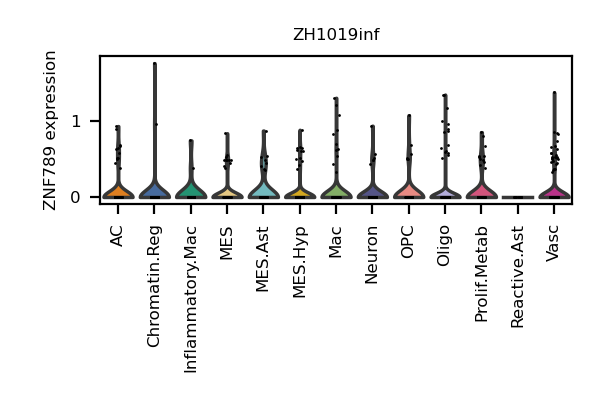 ZH1019inf
ZNF789 expression
1
0
AC
Chromatin.Reg
Inflammatory.Mac
MES
MES.Ast
MES.Hyp
Mac
Neuron
OPC
Oligo
Prolif.Metab
Reactive.Ast
Vasc